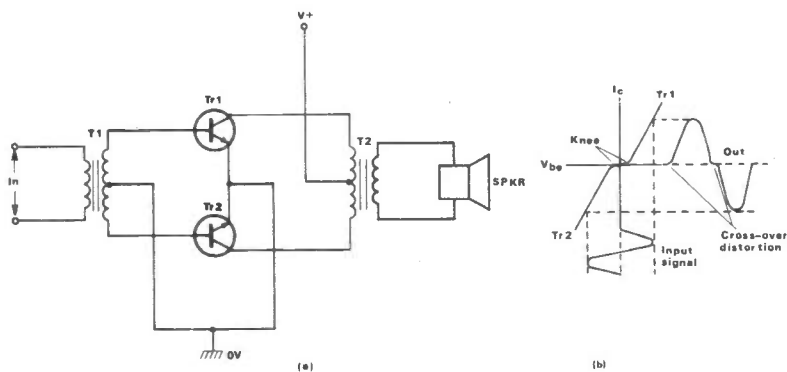 V+
Tr1
T1
In
T2
SPKR
Tr2
0V
(a)
Ic
Tr1
Knee
Vbe
Out
Tr2
Input
signal
Cross-over
distortion
(b)